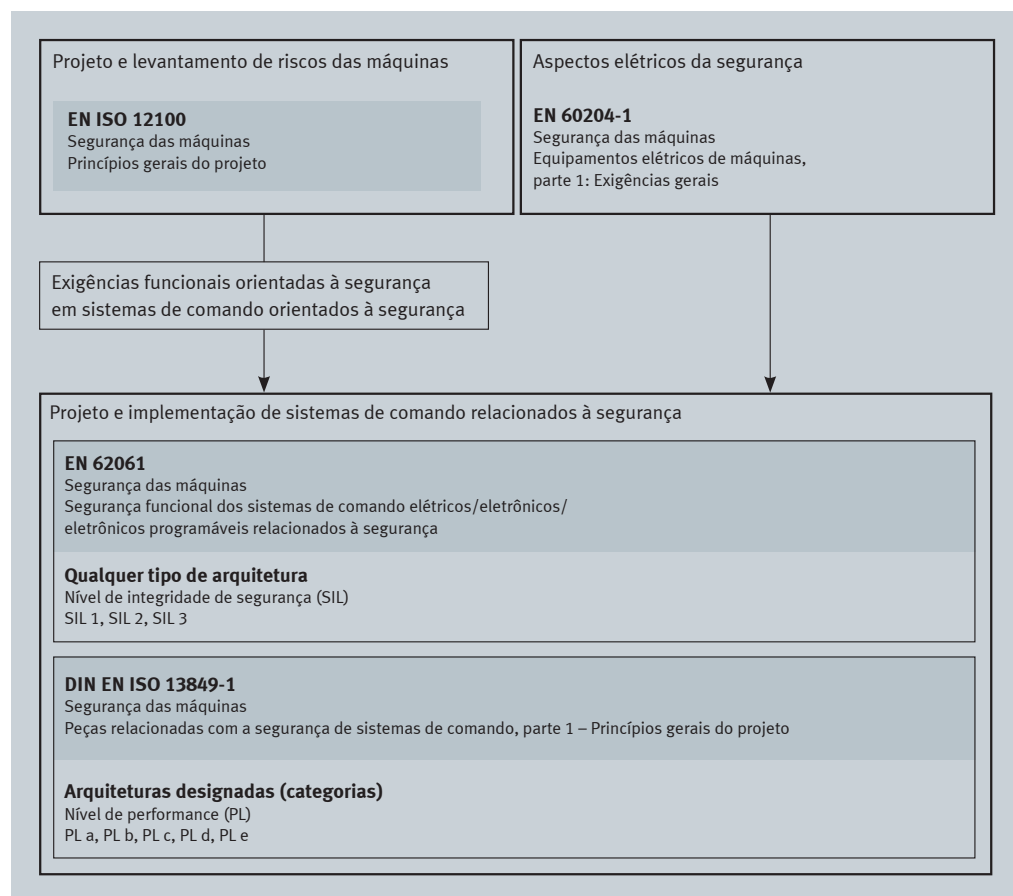 Projeto e levantamento de riscos das máquinas
EN ISO 12100
Segurança das máquinas
Princípios gerais do projeto
Aspectos elétricos da segurança
EN 60204-1
Segurança das máquinas
Equipamentos elétricos de máquinas,
parte 1: Exigências gerais
Exigências funcionais orientadas à segurança
em sistemas de comando orientados à segurança
Projeto e implementação de sistemas de comando relacionados à segurança
EN 62061
Segurança das máquinas
Segurança funcional dos sistemas de comando elétricos/eletrônicos/
eletrônicos programáveis relacionados à segurança
Qualquer tipo de arquitetura
Nível de integridade de segurança (SIL)
SIL 1, SIL 2, SIL 3
DIN EN ISO 13849-1
Segurança das máquinas
Peças relacionadas com a segurança de sistemas de comando, parte 1 – Princípios gerais do projeto
Arquiteturas designadas (categorias)
Nível de performance (PL)
PL a, PL b, PL c, PL d, PL e